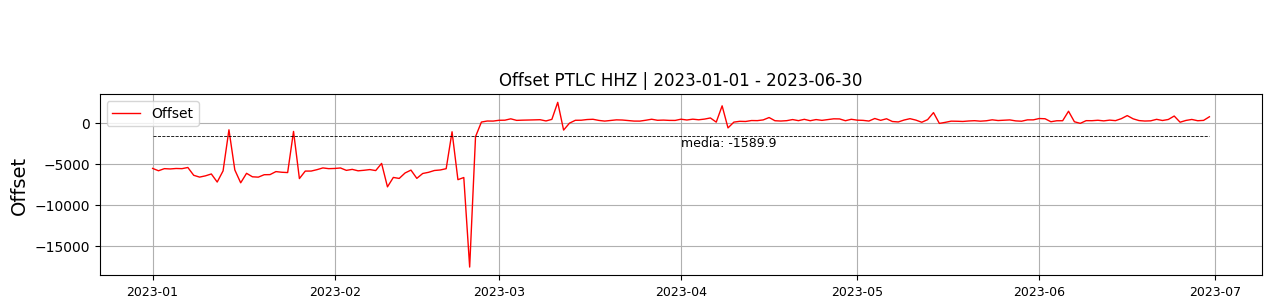 Offset PTLC HHZ | 2023-01-01 - 2023-06-30
Offset
Offset
0
−5000
−10000
−15000
media: -1589.9
2023-01
2023-02
2023-03
2023-04
2023-05
2023-06
2023-07